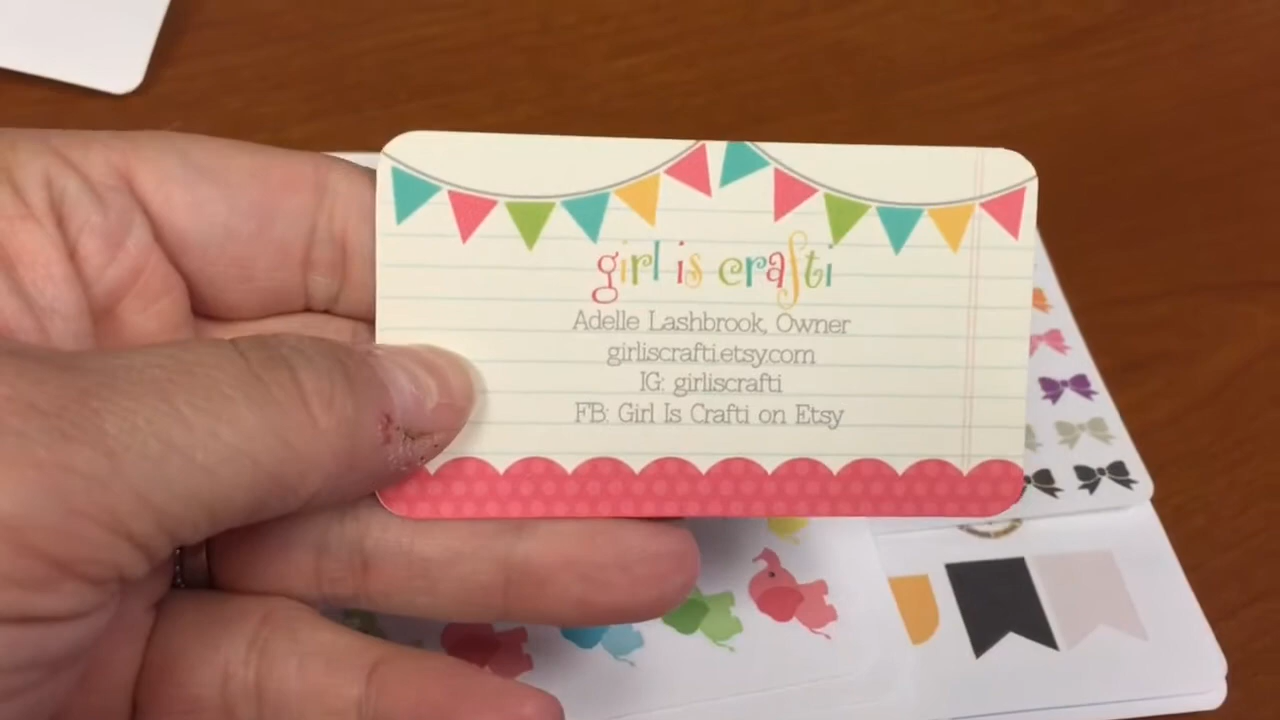 girl is crafti
Adelle Lashbrook, Owner
girliscrafti.etsy.com
IG: girliscrafti
FB: Girl Is Crafti on Etsy